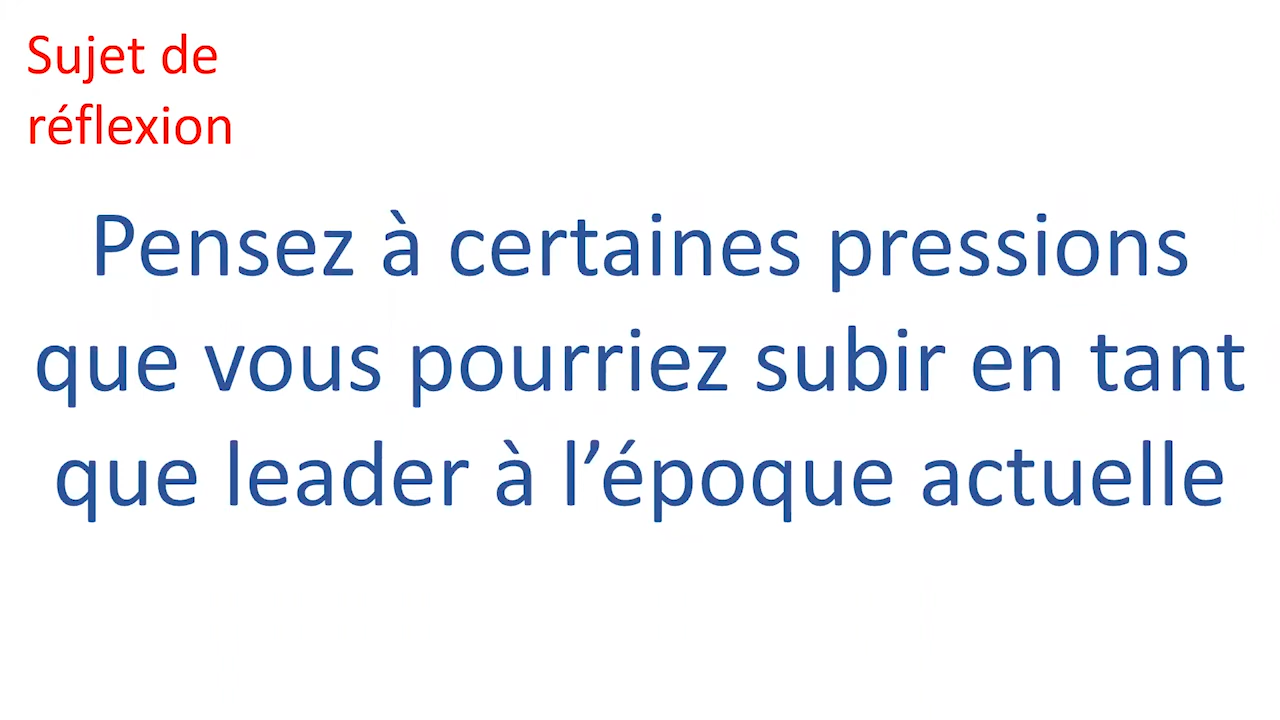 Sujet de
réflexion
Pensez à certaines pressions
que vous pourriez subir en tant
que leader à l’époque actuelle